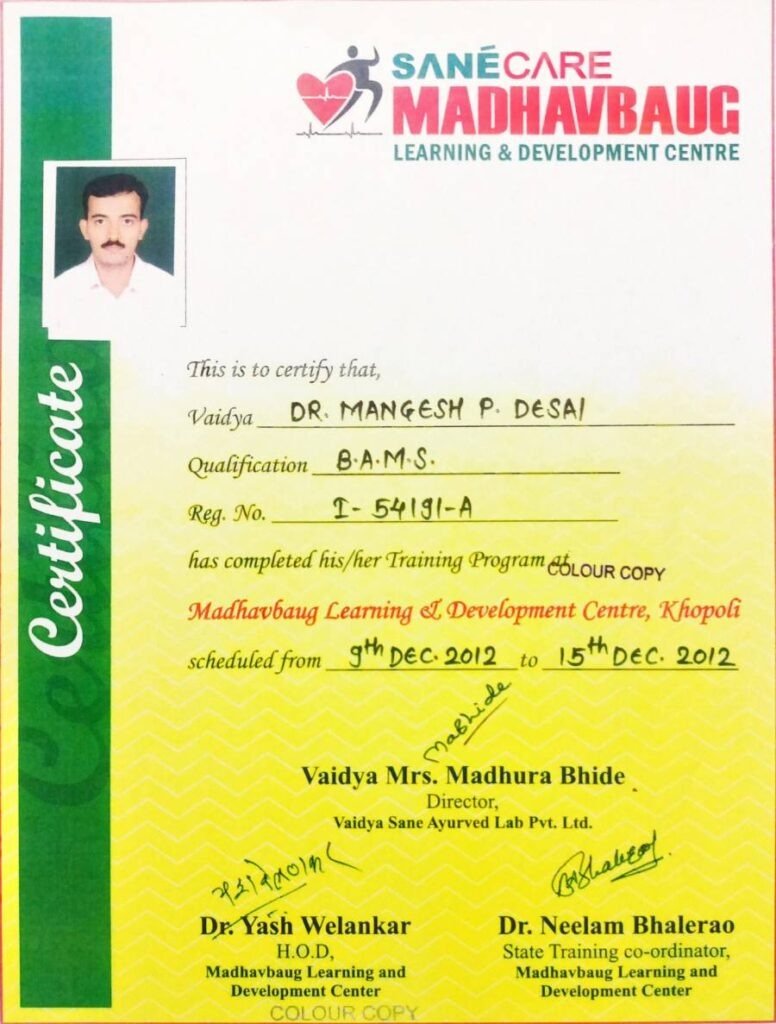 SANÉCARE
MADHAVBAUG
LEARNING & DEVELOPMENT CENTRE
Certificate
This is to certify that,
Vaidya DR. MANGESH P. DESAI
Qualification B.A.M.S.
Reg. No. I-54191-A
has completed his/her Training Program at
COLOUR COPY
Madhavbaug Learning & Development Centre, Khopoli
scheduled from 9th DEC. 2012 to 15th DEC. 2012
MaBhide
Vaidya Mrs. Madhura Bhide
Director,
Vaidya Sane Ayurved Lab Pvt. Ltd.
Dr. Yash Welankar
H.O.D,
Madhavbaug Learning and
Development Center
Dr. Neelam Bhalerao
State Training co-ordinator,
Madhavbaug Learning and
Development Center
COLOUR COPY